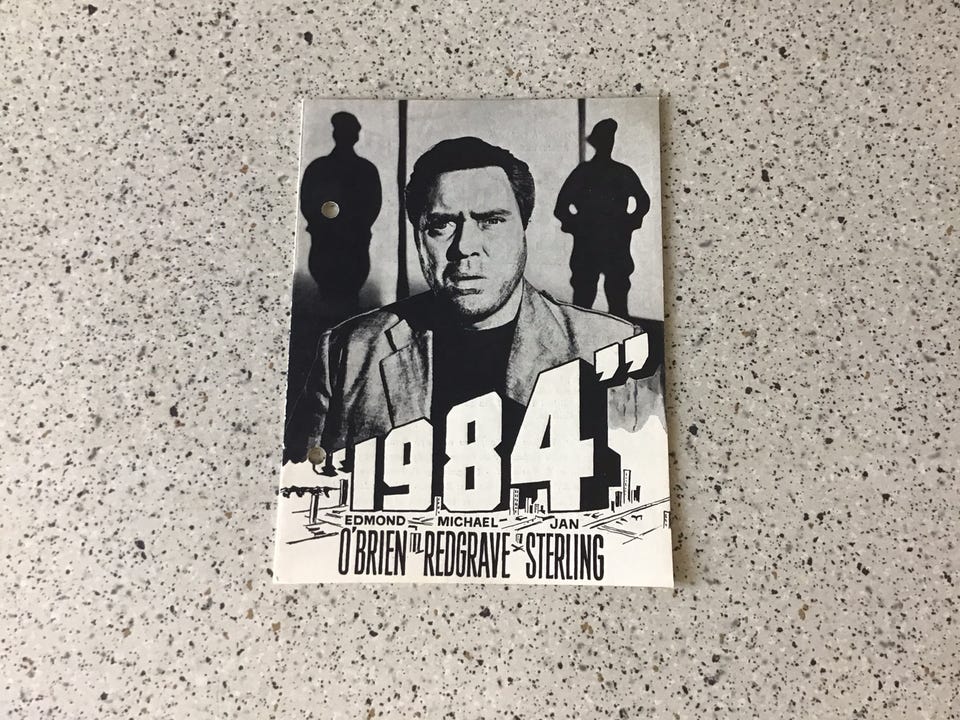 1984”
EDMOND MICHAEL JAN
O'BRIEN REDGRAVE STERLING